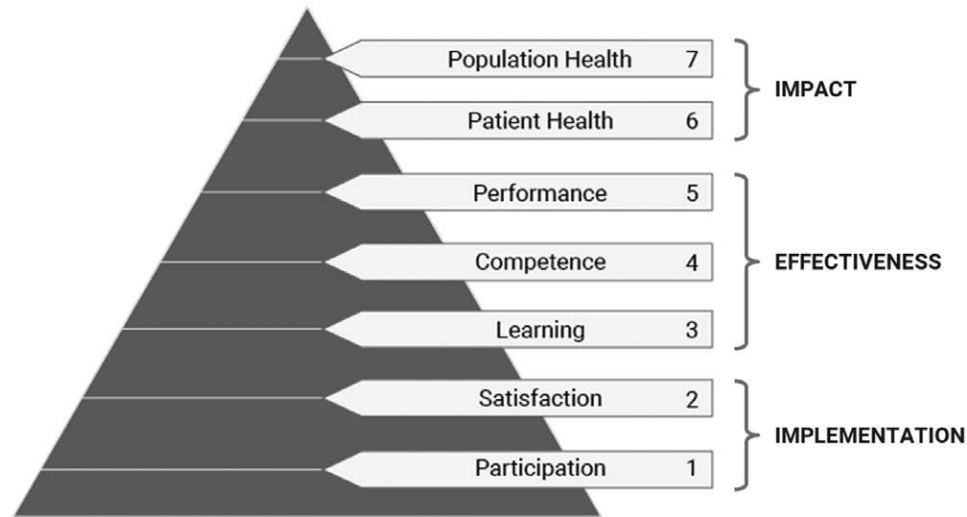 Population Health 7
Patient Health 6
IMPACT
Performance 5
Competence 4
Learning 3
EFFECTIVENESS
Satisfaction 2
Participation 1
IMPLEMENTATION